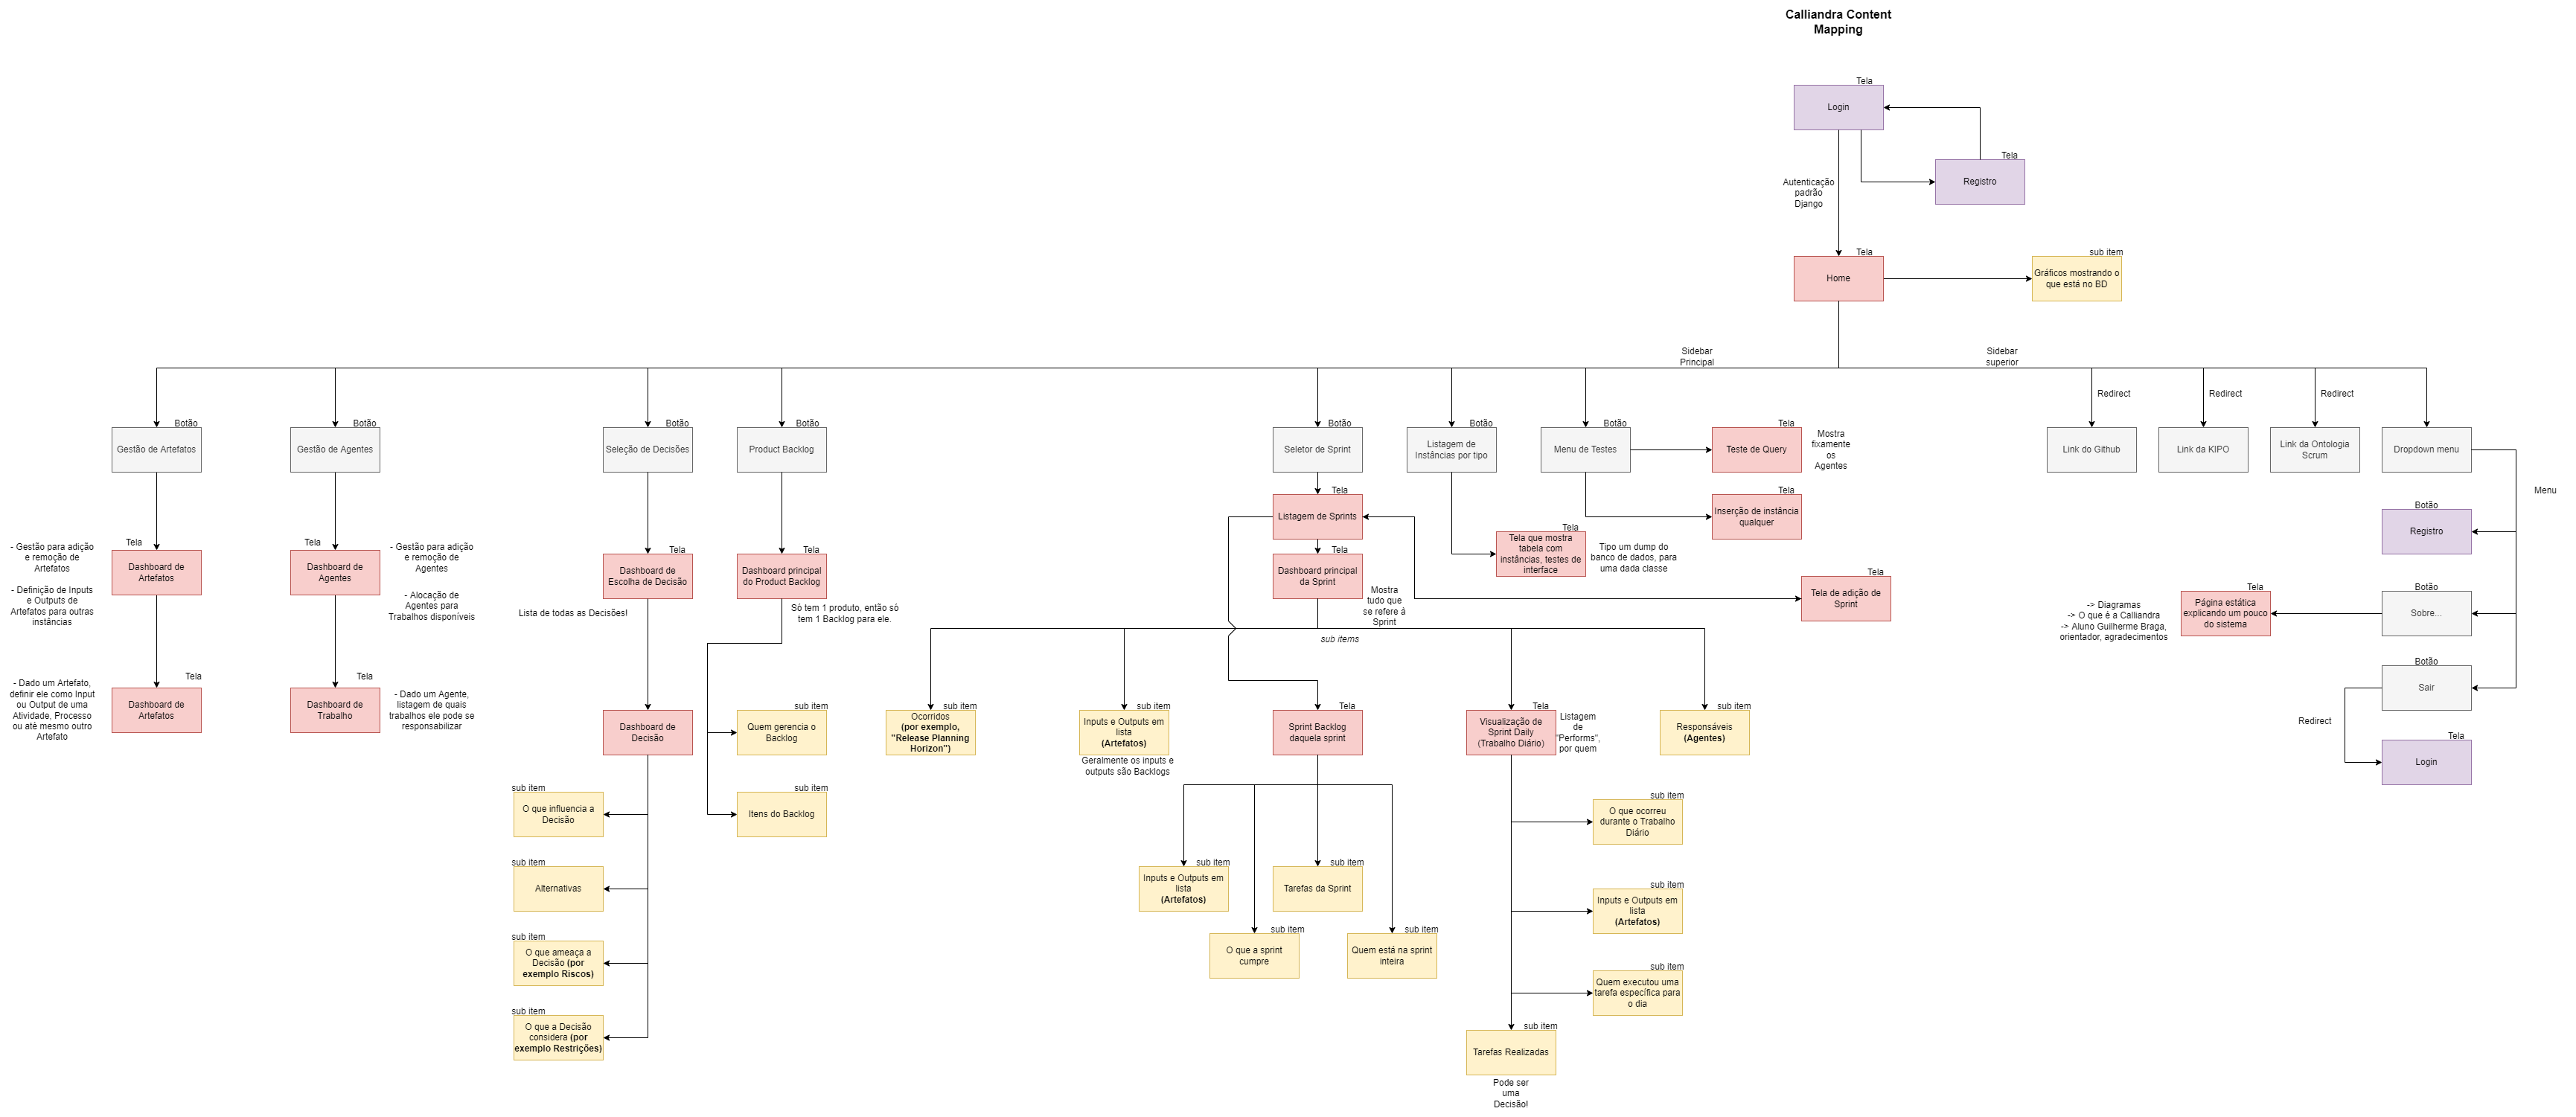 Calliandra Content
Mapping
Tela
Login
Tela
Registro
Autenticação
padrão
Django
Tela
Home
sub item
Gráficos mostrando o
que está no BD
Sidebar
Principal
Sidebar
superior
Redirect
Redirect
Redirect
Botão
Gestão de Artefatos
Botão
Gestão de Agentes
Botão
Seleção de Decisões
Botão
Product Backlog
Botão
Seletor de Sprint
Botão
Listagem de
Instâncias por tipo
Botão
Menu de Testes
Tela
Teste de Query
Mostra
fixamente
os
Agentes
Link do Github
Link da KIPO
Link da Ontologia
Scrum
Dropdown menu
Menu
Tela
Listagem de Sprints
Tela
Inserção de instância
qualquer
Botão
Registro
- Gestão para adição
e remoção de
Artefatos
- Definição de Inputs
e Outputs de
Artefatos para outras
instâncias
Tela
Dashboard de
Artefatos
Tela
Dashboard de
Agentes
- Gestão para adição
e remoção de
Agentes
- Alocação de
Agentes para
Trabalhos disponíveis
Tela
Dashboard de
Escolha de Decisão
Lista de todas as Decisões!
Tela
Dashboard principal
do Product Backlog
Só tem 1 produto, então só
tem 1 Backlog para ele.
Tela
Dashboard principal
da Sprint
Mostra
tudo que
se refere à
Sprint
Tela
Tela que mostra
tabela com
instâncias, testes de
interface
Tipo um dump do
banco de dados, para
uma dada classe
Tela
Tela de adição de
Sprint
-> Diagramas
-> O que é a Calliandra
-> Aluno Guilherme Braga,
orientador, agradecimentos
Tela
Página estática
explicando um pouco
do sistema
Botão
Sobre...
sub items
Botão
Sair
Redirect
Tela
Login
- Dado um Artefato,
definir ele como Input
ou Output de uma
Atividade, Processo
ou até mesmo outro
Artefato
Tela
Dashboard de
Artefatos
Tela
Dashboard de
Trabalho
- Dado um Agente,
listagem de quais
trabalhos ele pode se
responsabilizar
Dashboard de
Decisão
sub item
Quem gerencia o
Backlog
sub item
Ocorridos
(por exemplo,
"Release Planning
Horizon")
sub item
Inputs e Outputs em
lista
(Artefatos)
Geralmente os inputs e
outputs são Backlogs
Tela
Sprint Backlog
daquela sprint
Tela
Visualização de
Sprint Daily
(Trabalho Diário)
Listagem
de
"Performs",
por quem
sub item
Responsáveis
(Agentes)
sub item
O que influencia a
Decisão
sub item
Itens do Backlog
sub item
O que ocorreu
durante o Trabalho
Diário
sub item
Alternativas
sub item
Inputs e Outputs em
lista
(Artefatos)
sub item
Tarefas da Sprint
sub item
Inputs e Outputs em
lista
(Artefatos)
sub item
O que ameaça a
Decisão (por
exemplo Riscos)
sub item
O que a sprint
cumpre
sub item
Quem está na sprint
inteira
sub item
Quem executou uma
tarefa específica para
o dia
sub item
O que a Decisão
considera (por
exemplo Restrições)
sub item
Tarefas Realizadas
Pode ser
uma
Decisão!